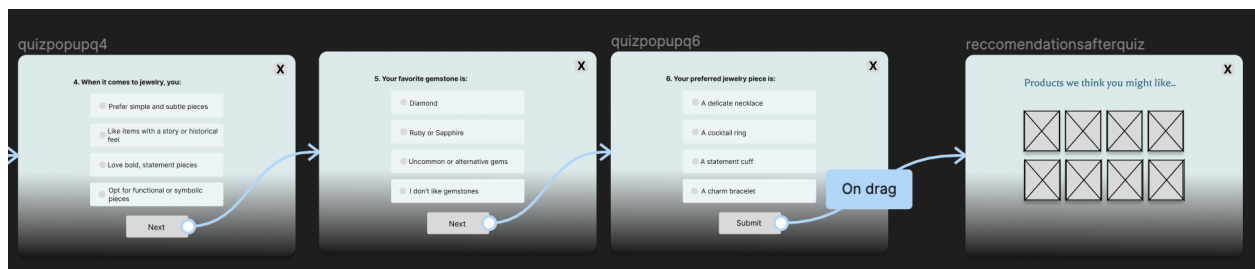 quizpopupq4
X
4. When it comes to jewelry, you:
Prefer simple and subtle pieces
Like items with a story or historical
feel
Love bold, statement pieces
Opt for functional or symbolic
pieces
Next
X
5. Your favorite gemstone is:
Diamond
Ruby or Sapphire
Uncommon or alternative gems
I don't like gemstones
Next
quizpopupq6
X
6. Your preferred jewelry piece is:
A delicate necklace
A cocktail ring
A statement cuff
A charm bracelet
Submit
On drag
reccomendationsafterquiz
X
Products we think you might like..